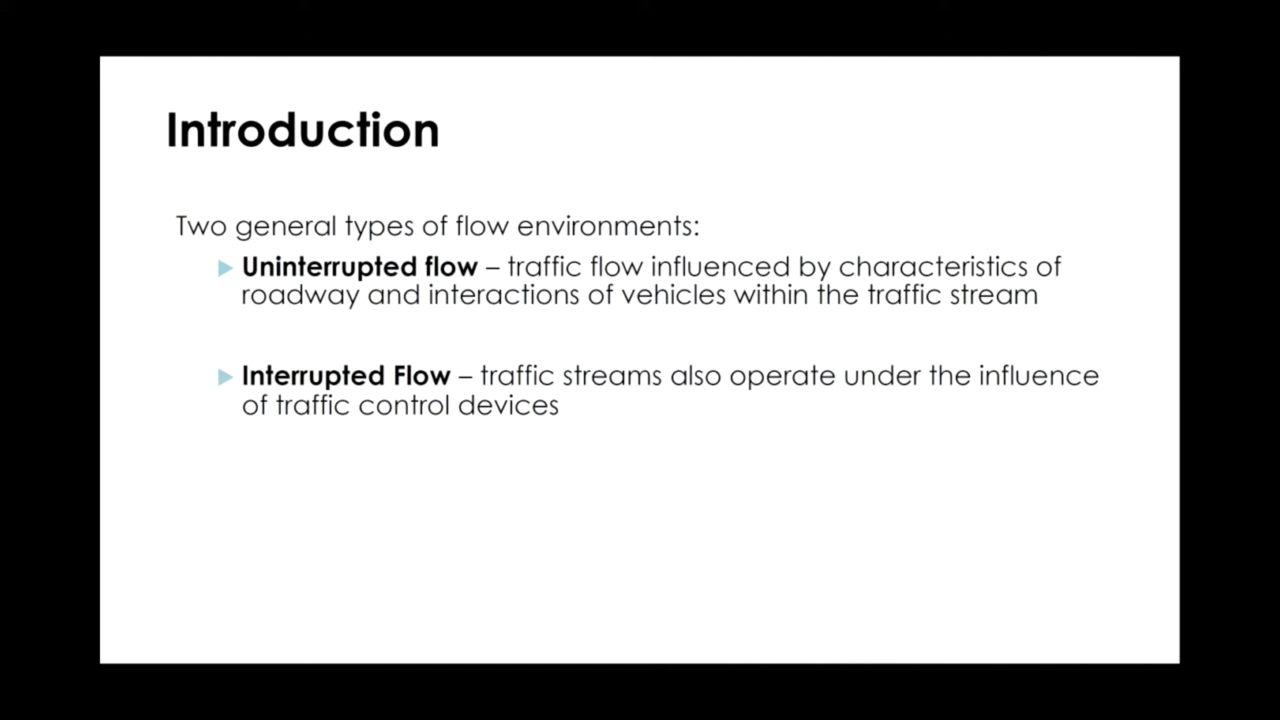 Introduction
Two general types of flow environments:
Uninterrupted flow – traffic flow influenced by characteristics of
roadway and interactions of vehicles within the traffic stream
Interrupted Flow – traffic streams also operate under the influence
of traffic control devices